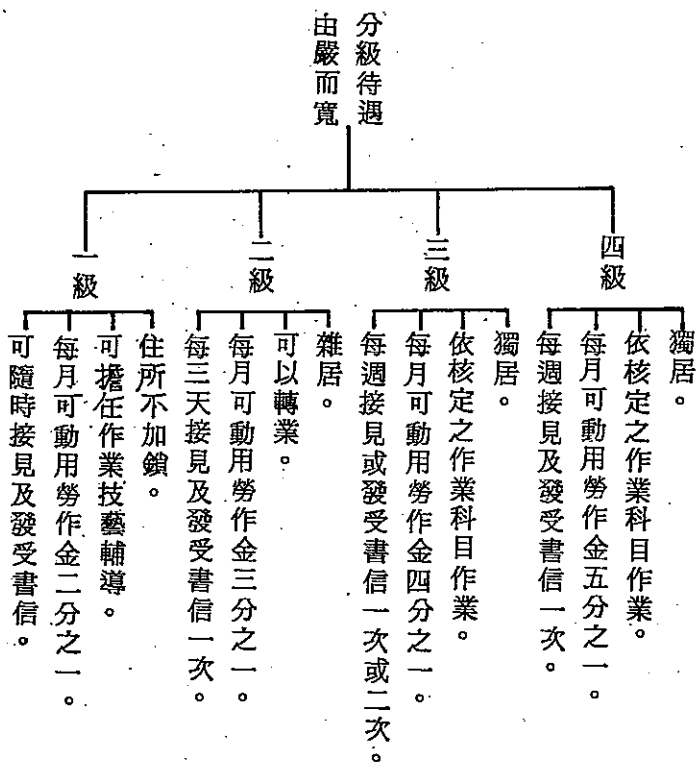 分級待遇
由嚴而寬
四級
獨居。
依核定之作業科目作業。
每月可動用勞作金五分之一。
每週接見及發受書信一次。
三級
獨居。
依核定之作業科目作業。
每月可動用勞作金四分之一。
每週接見或發受書信一次或二次。
二級
雜居。
可以轉業。
每月可動用勞作金三分之一。
每三天接見及發受書信一次。
一級
住所不加鎖。
可擔任作業技藝輔導。
每月可動用勞作金二分之一。
可隨時接見及發受書信。